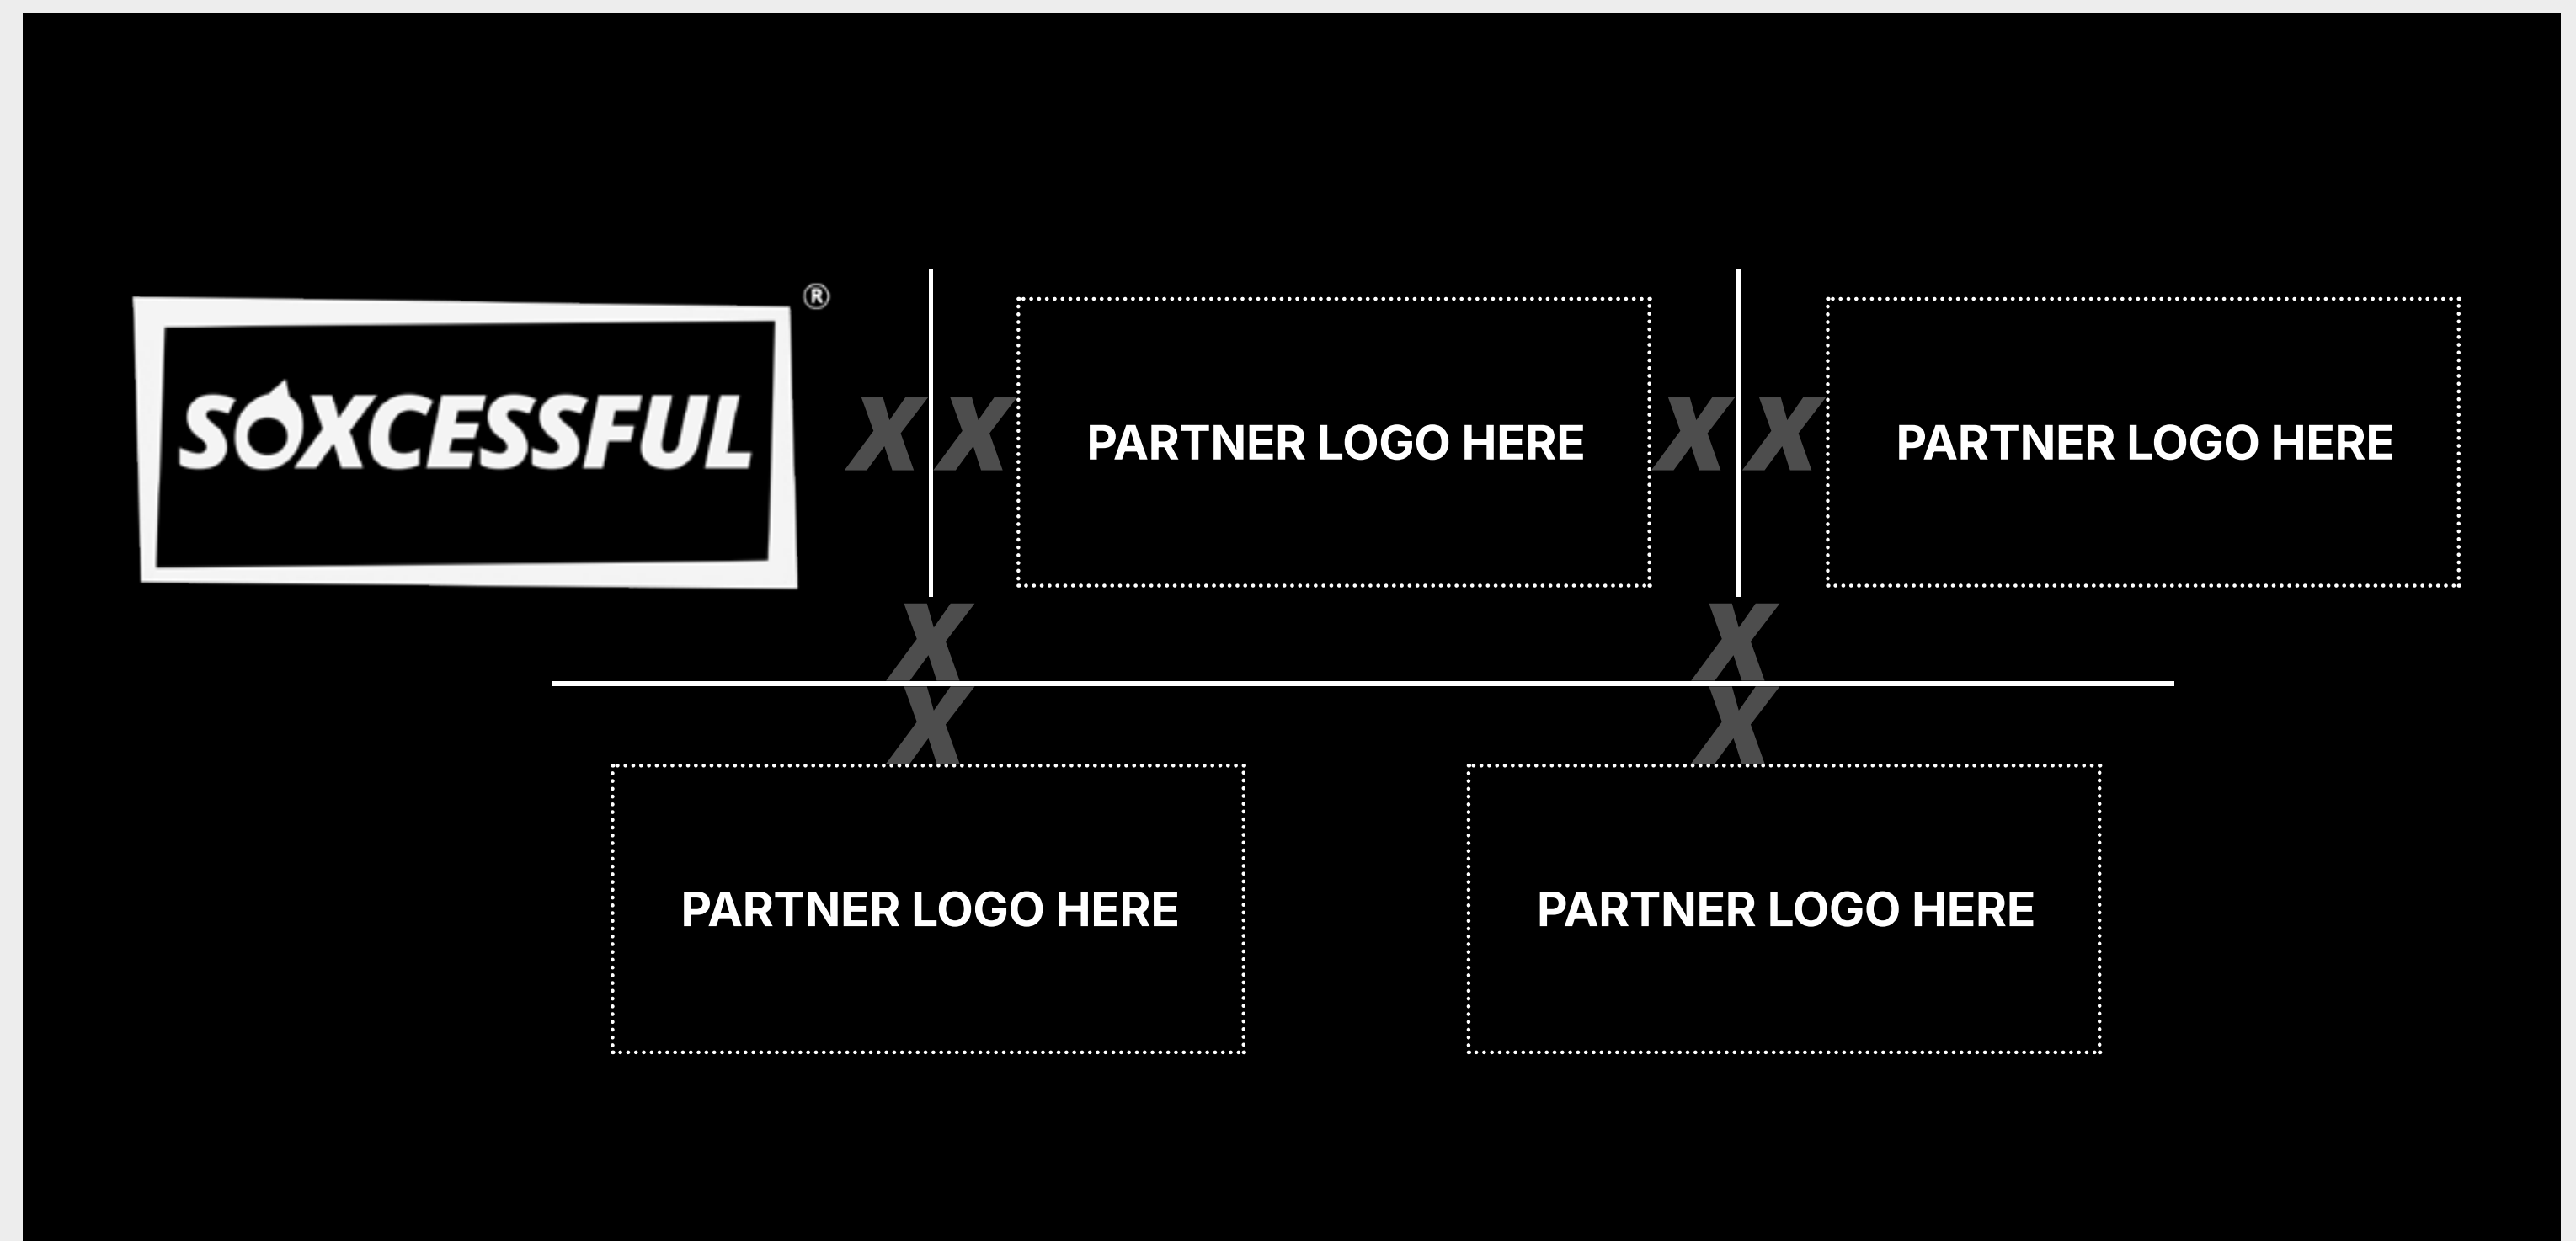 SOXCESSFUL ®
X X PARTNER LOGO HERE X X PARTNER LOGO HERE
X X
X X
PARTNER LOGO HERE PARTNER LOGO HERE